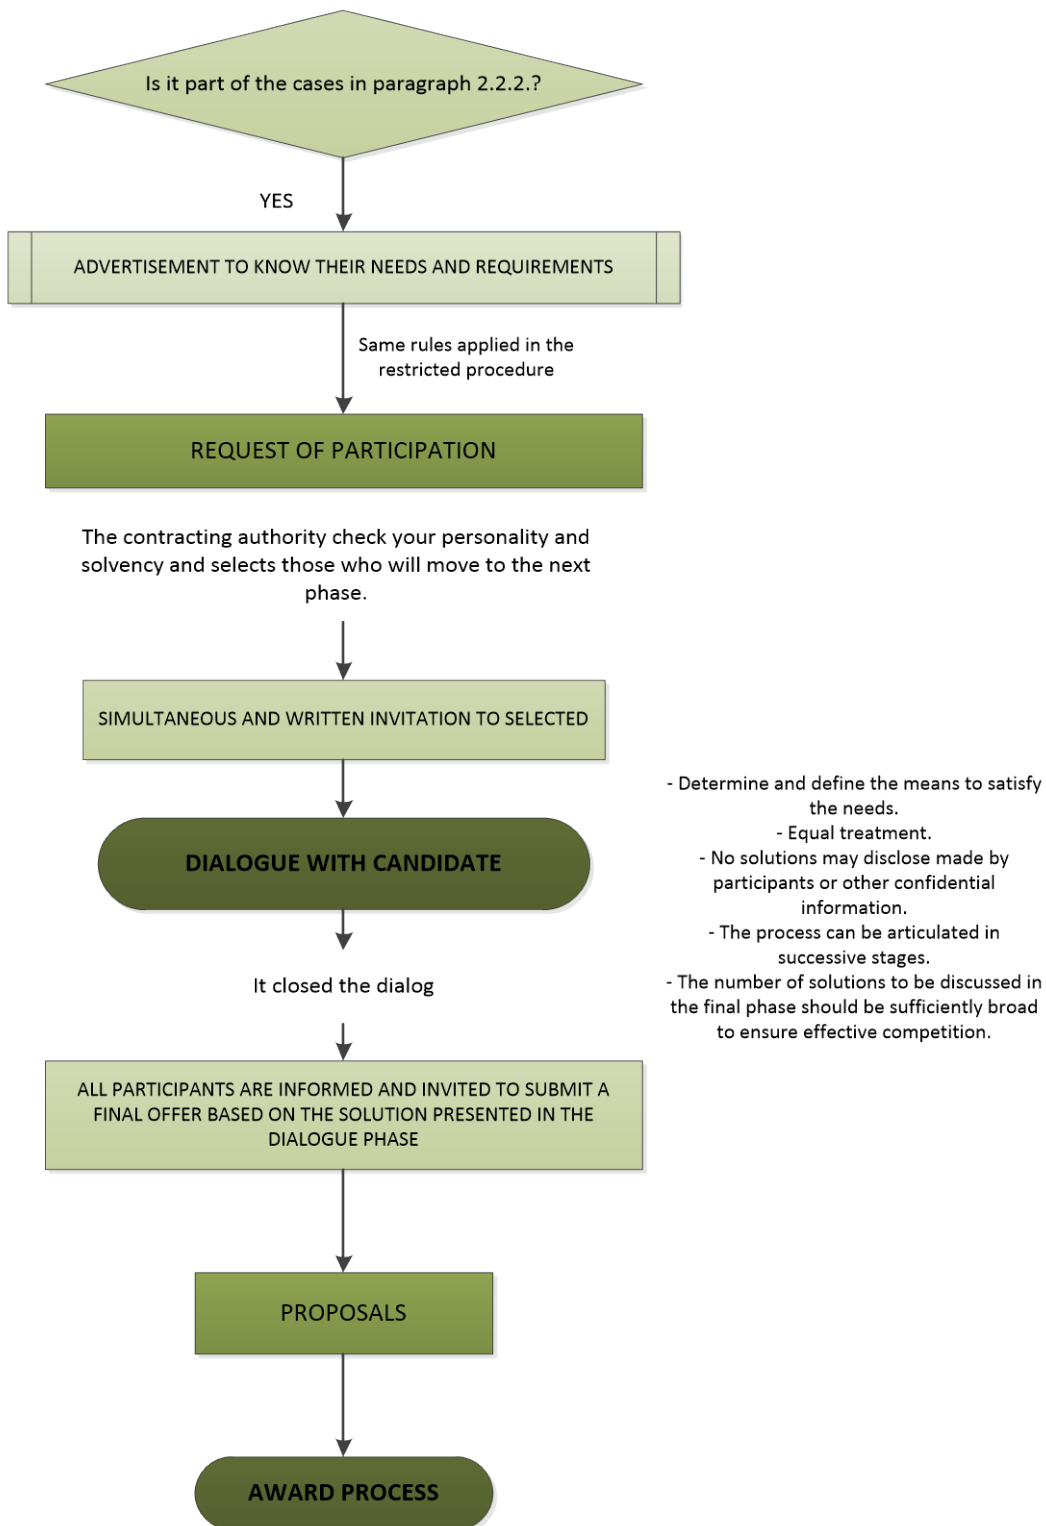 Is it part of the cases in paragraph 2.2.2.?
YES
ADVERTISEMENT TO KNOW THEIR NEEDS AND REQUIREMENTS
Same rules applied in the
restricted procedure
REQUEST OF PARTICIPATION
The contracting authority check your personality and
solvency and selects those who will move to the next
phase.
SIMULTANEOUS AND WRITTEN INVITATION TO SELECTED
DIALOGUE WITH CANDIDATE
- Determine and define the means to satisfy
the needs.
- Equal treatment.
- No solutions may disclose made by
participants or other confidential
information.
- The process can be articulated in
successive stages.
- The number of solutions to be discussed in
the final phase should be sufficiently broad
to ensure effective competition.
It closed the dialog
ALL PARTICIPANTS ARE INFORMED AND INVITED TO SUBMIT A
FINAL OFFER BASED ON THE SOLUTION PRESENTED IN THE
DIALOGUE PHASE
PROPOSALS
AWARD PROCESS